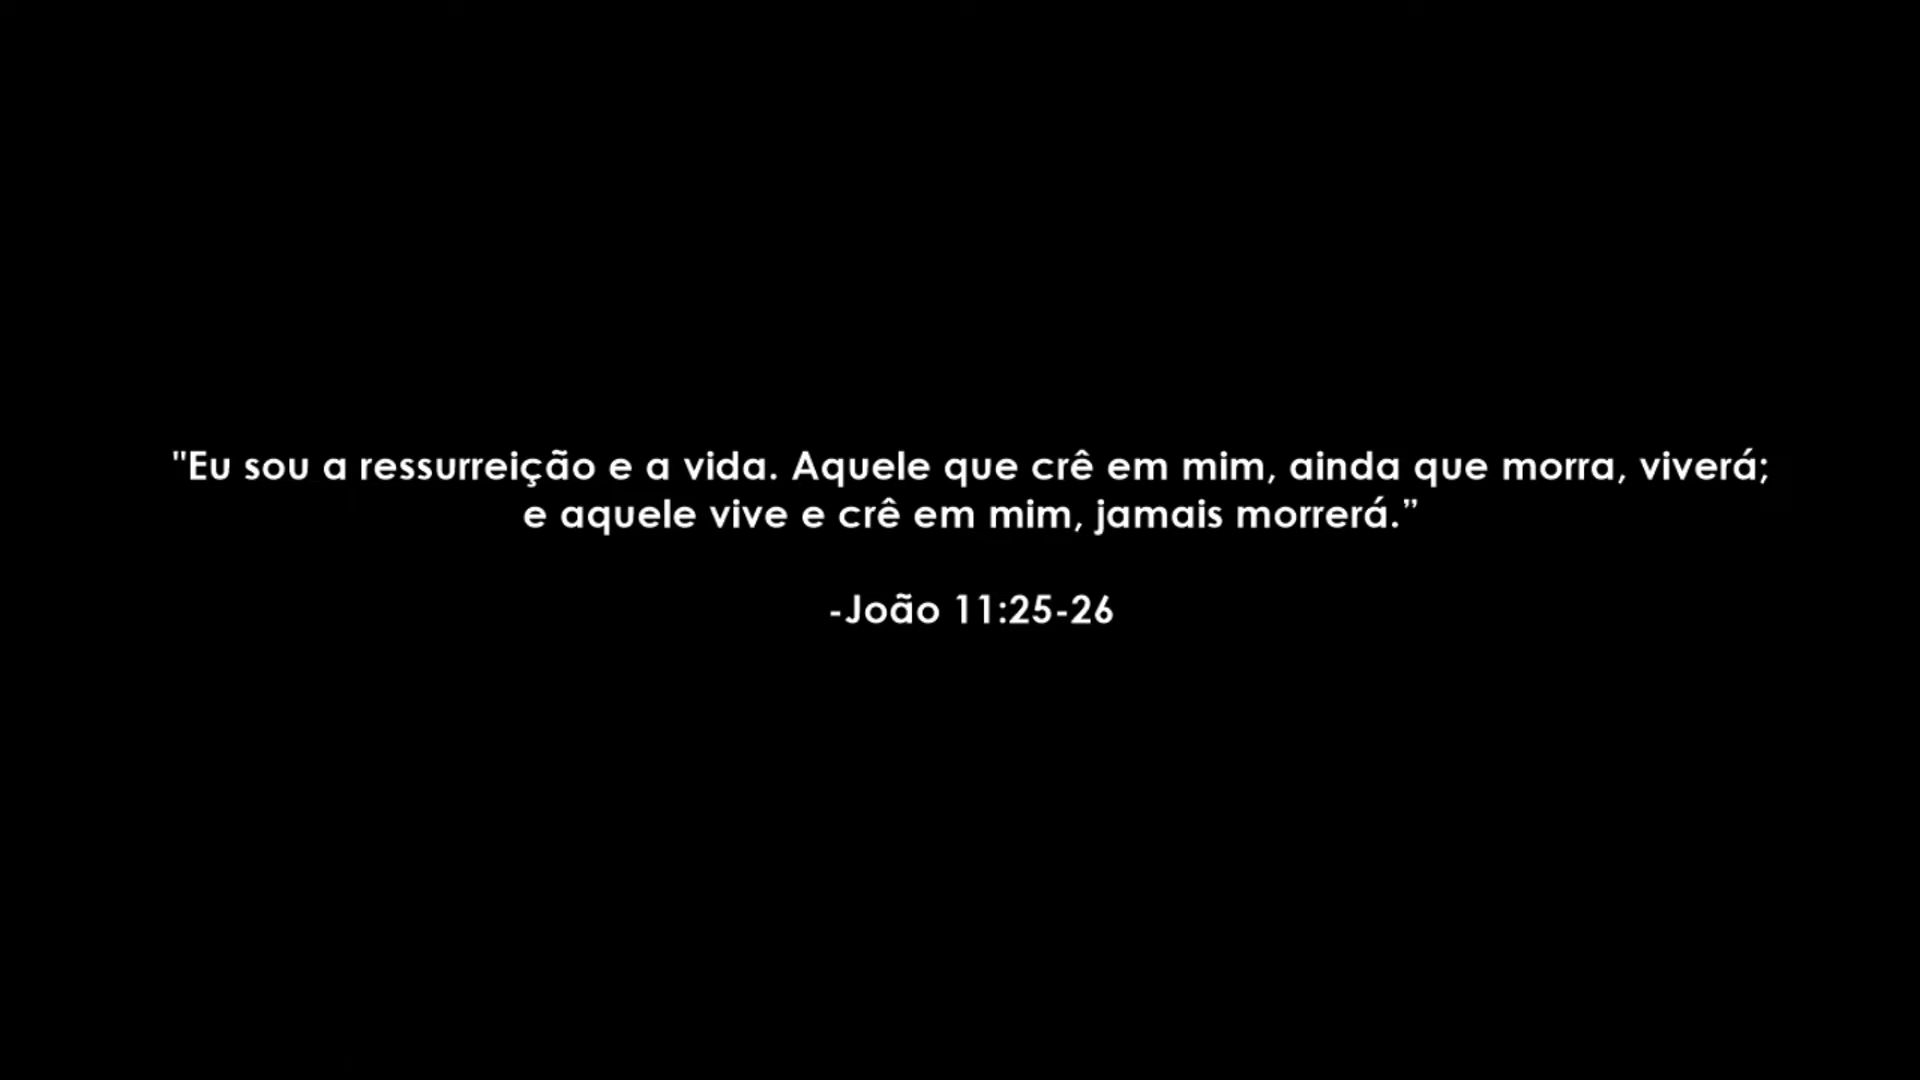 "Eu sou a ressurreição e a vida. Aquele que crê em mim, ainda que morra, viverá;
e aquele vive e crê em mim, jamais morrerá.”
-João 11:25-26